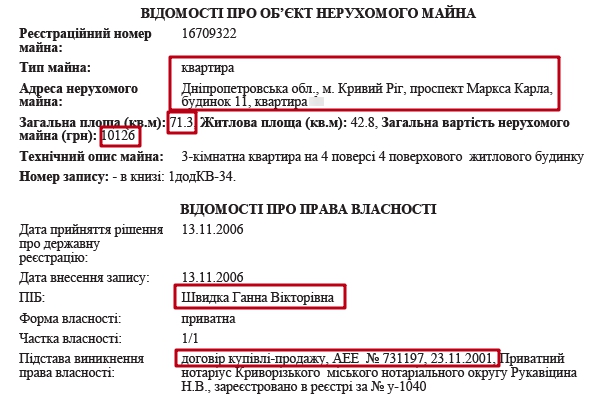 ВІДОМОСТІ ПРО ОБ’ЄКТ НЕРУХОМОГО МАЙНА
Реєстраційний номер майна: 16709322
Тип майна: квартира
Адреса нерухомого майна: Дніпропетровська обл., м. Кривий Ріг, проспект Маркса Карла, будинок 11, квартира
Загальна площа (кв.м): 71.3 Житлова площа (кв.м): 42.8, Загальна вартість нерухомого
майна (грн): 10126
Технічний опис майна: 3-кімнатна квартира на 4 поверсі 4 поверхового житлового будинку
Номер запису: - в книзі: 1додКВ-34.
ВІДОМОСТІ ПРО ПРАВА ВЛАСНОСТІ
Дата прийняття рішення про державну реєстрацію: 13.11.2006
Дата внесення запису: 13.11.2006
ПІБ: Швидка Ганна Вікторівна
Форма власності: приватна
Частка власності: 1/1
Підстава виникнення права власності: договір купівлі-продажу, АЕЕ № 731197, 23.11.2001, Приватний
нотаріус Криворізького міського нотаріального округу Рукавіцина
Н.В., зареєстровано в реєстрі за № у-1040